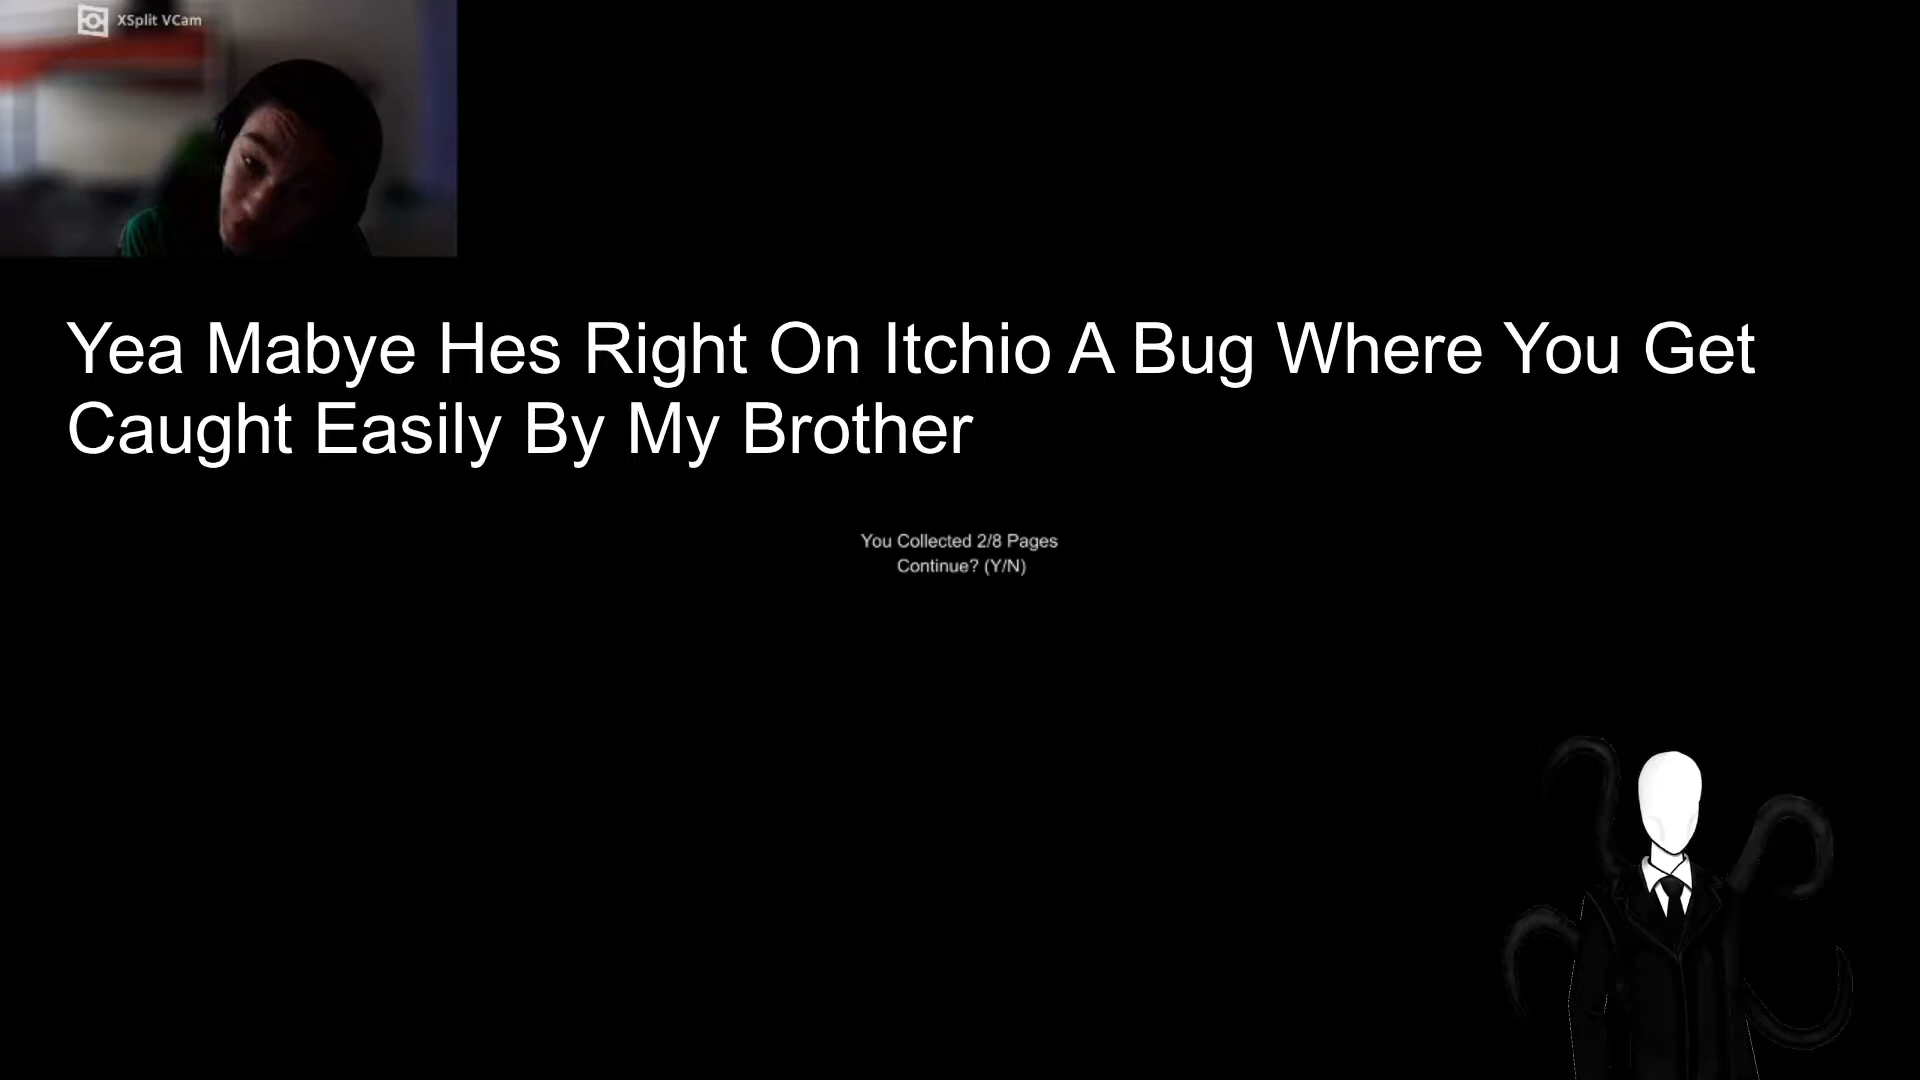 XSplit VCam
Yea Mabye Hes Right On Itchio A Bug Where You Get
Caught Easily By My Brother
You Collected 2/8 Pages
Continue? (Y/N)